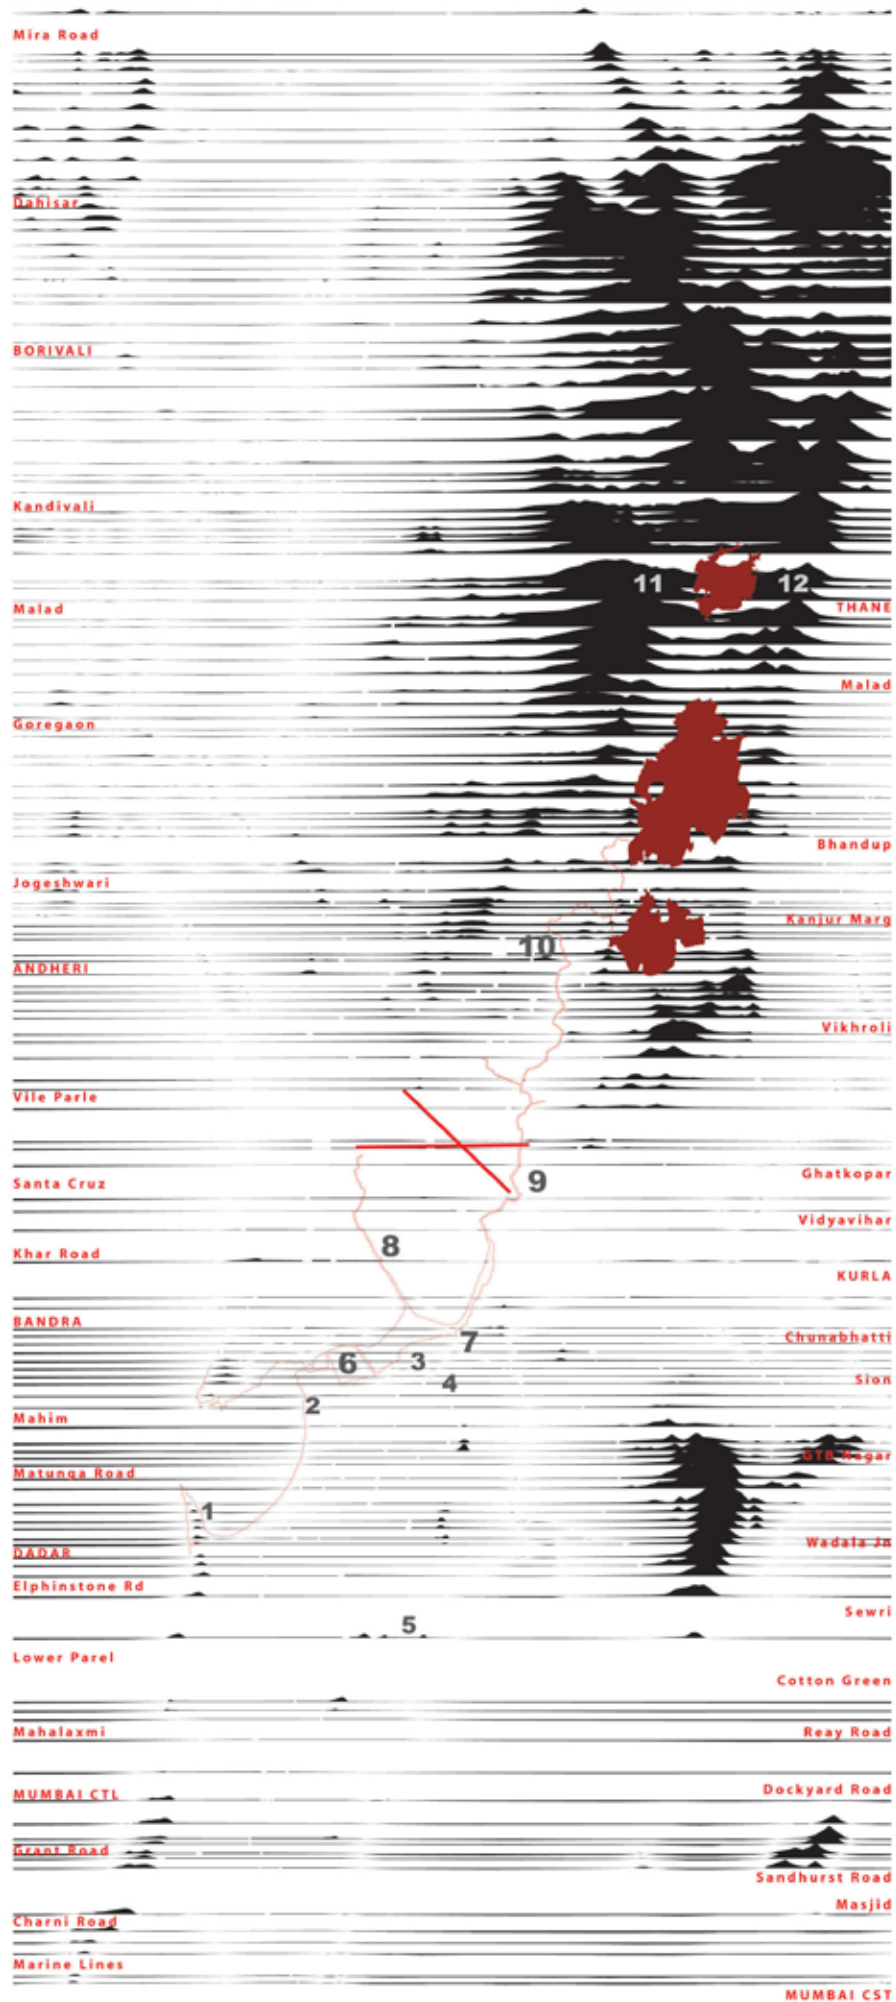 Mira Road
Dahisar
BORIVALI
Kandivali
11
12
Malad
THANE
Malad
Goregaon
Bhandup
Jogeshwari
Kanjur Marg
10
ANDHERI
Vikhroli
Vile Parle
Ghatkopar
9
Santa Cruz
Vidyavihar
8
Khar Road
KURLA
BANDRA
Chunabhatti
7
6
3
Sion
4
2
Mahim
GTB Nagar
Matunga Road
1
Wadala Jn
DADAR
Elphinstone Rd
Sewri
5
Lower Parel
Cotton Green
Mahalaxmi
Reay Road
Dockyard Road
MUMBAI CTL
Grant Road
Sandhurst Road
Masjid
Charni Road
Marine Lines
MUMBAI CST